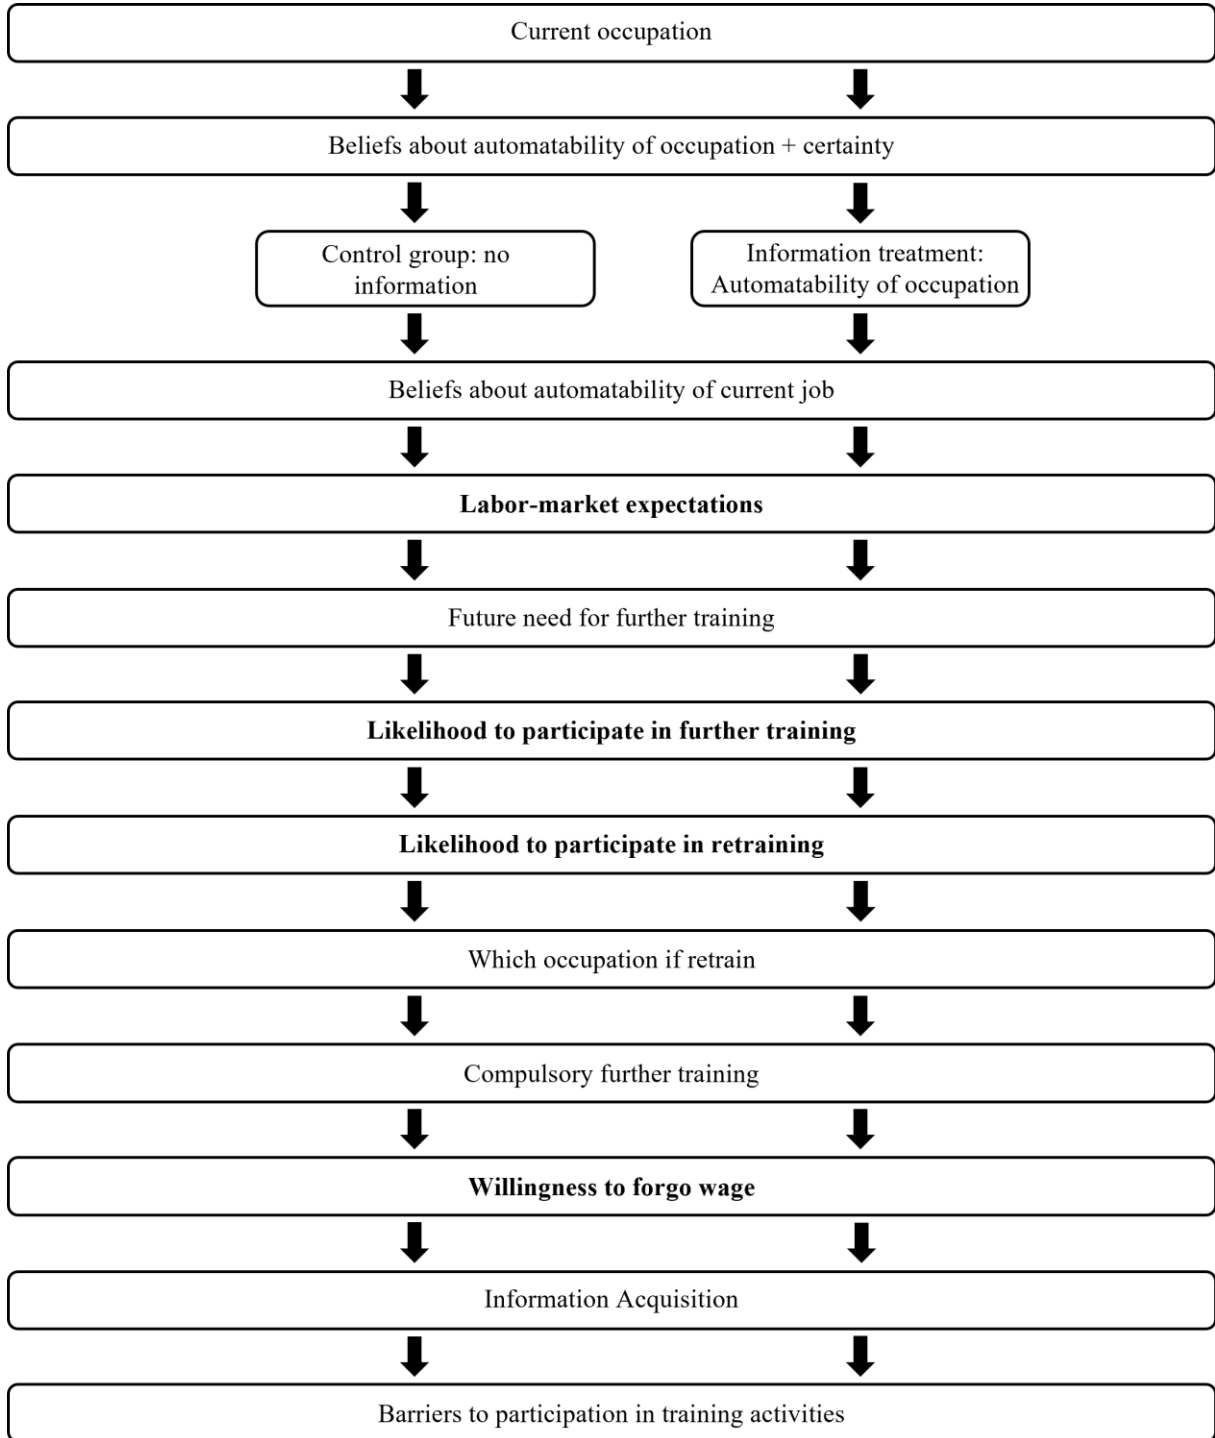 Current occupation
Beliefs about automatability of occupation + certainty
Control group: no
information
Information treatment:
Automatability of occupation
Beliefs about automatability of current job
Labor-market expectations
Future need for further training
Likelihood to participate in further training
Likelihood to participate in retraining
Which occupation if retrain
Compulsory further training
Willingness to forgo wage
Information Acquisition
Barriers to participation in training activities